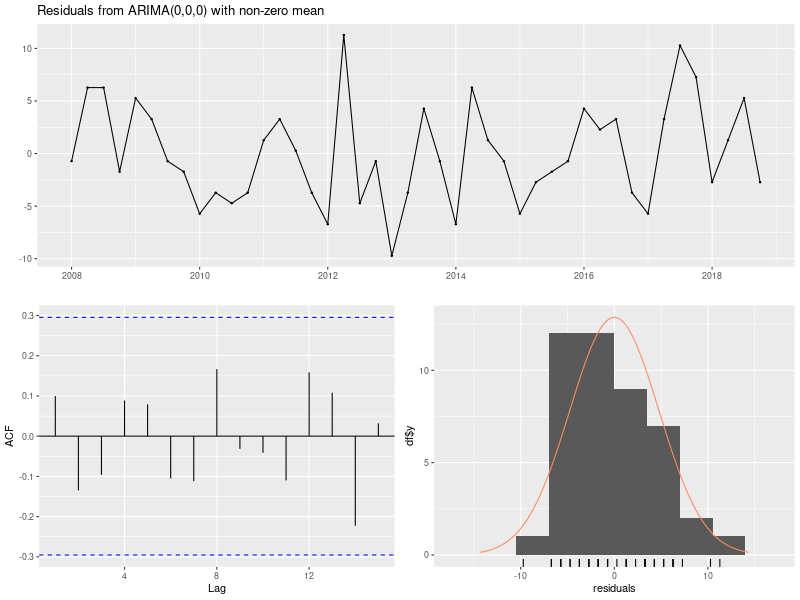 Residuals from ARIMA(0,0,0) with non-zero mean
10
5
0
-5
-10
2008 2010 2012 2014 2016 2018
0.3
0.2
0.1
0.0
-0.1
-0.2
-0.3
ACF
4 8 12
Lag
10
5
0
df$y
-10 0 10
residuals